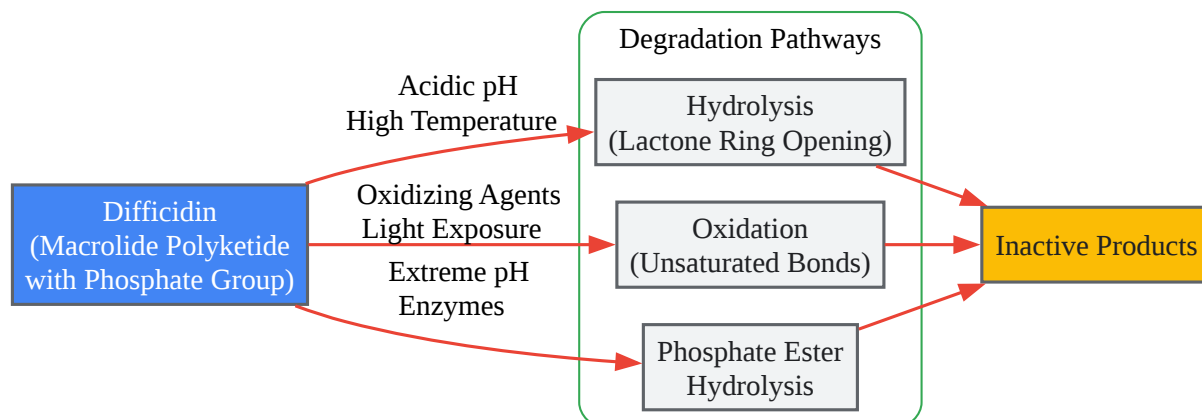 Degradation Pathways
Acidic pH
High Temperature
Hydrolysis
(Lactone Ring Opening)
Difficidin
(Macrolide Polyketide
with Phosphate Group)
Oxidizing Agents
Light Exposure
Oxidation
(Unsaturated Bonds)
Inactive Products
Extreme pH
Enzymes
Phosphate Ester
Hydrolysis